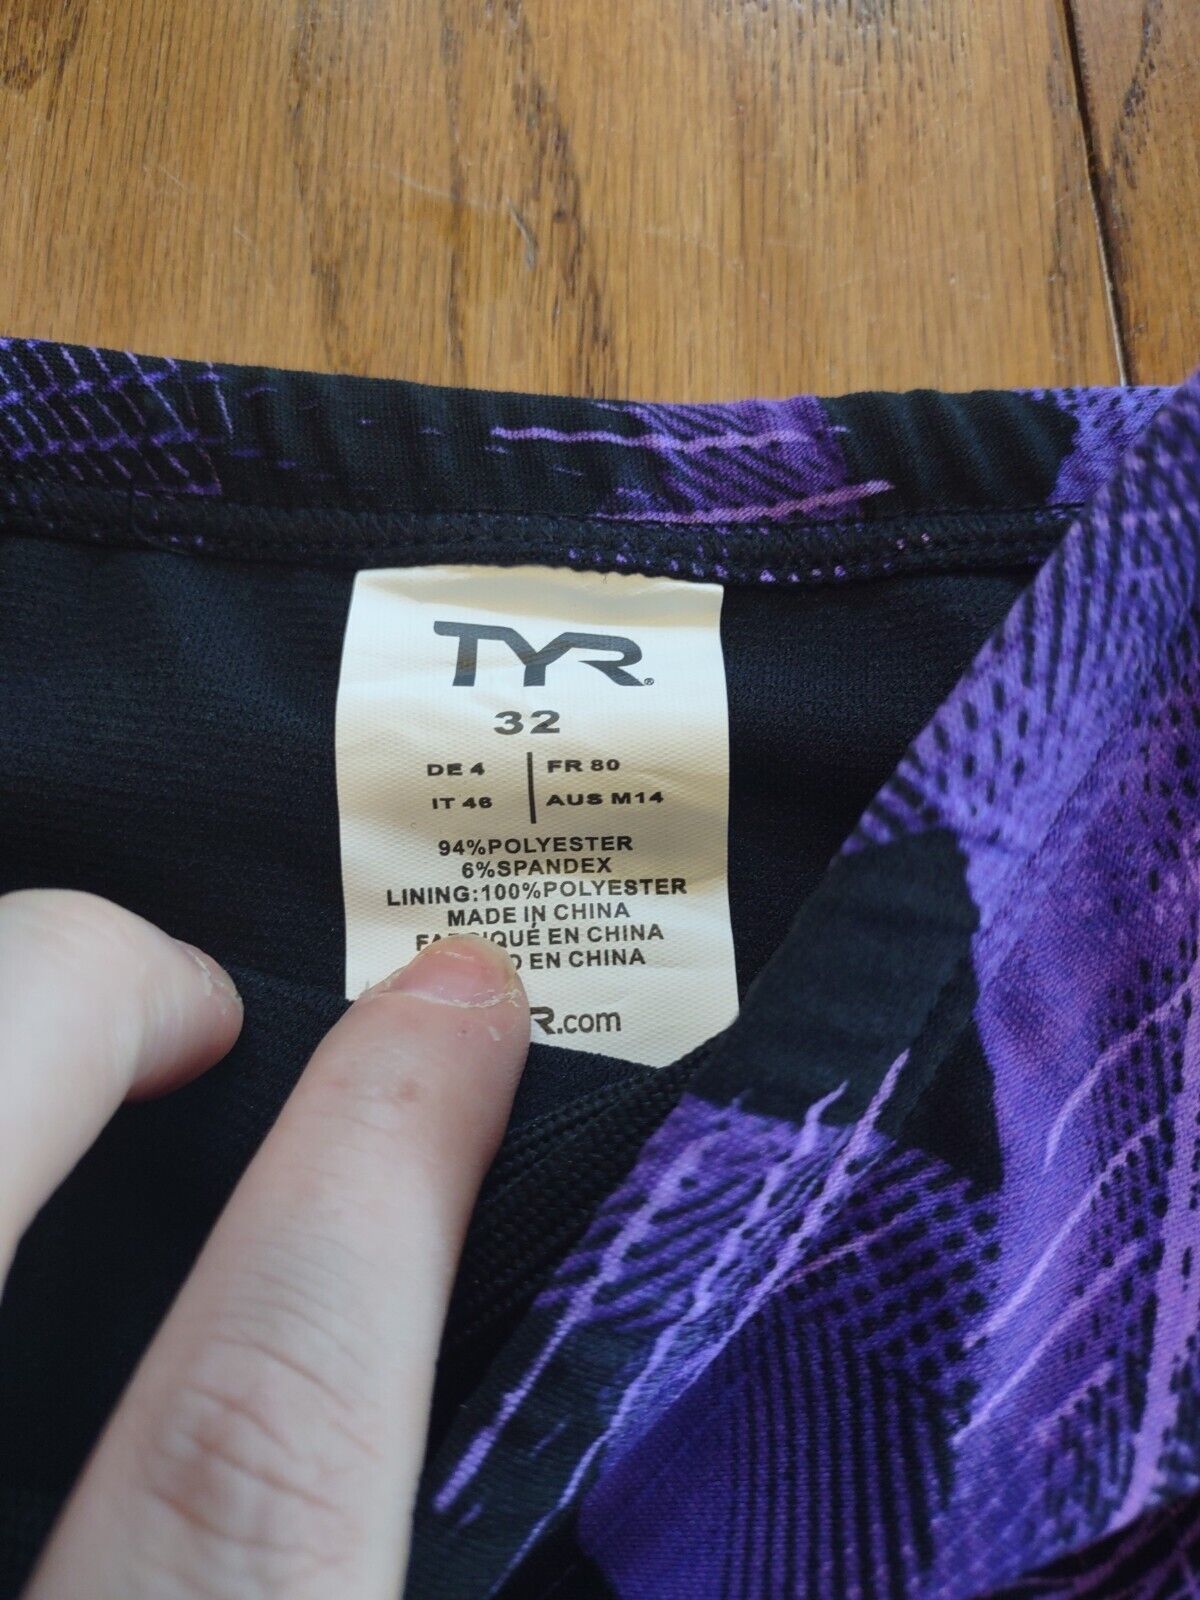 TYR®
32
DE 4 | FR 80
IT 46 | AUS M14
94%POLYESTER
6%SPANDEX
LINING:100%POLYESTER
MADE IN CHINA
EN CHINA
EN CHINA
.com